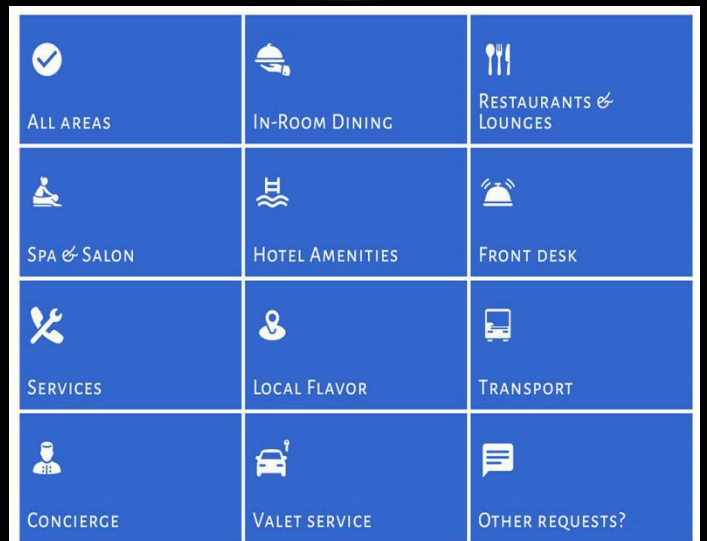 All areas
In-Room Dining
Restaurants &
Lounges
Spa & Salon
Hotel Amenities
Front desk
Services
Local Flavor
Transport
Concierge
Valet service
Other requests?